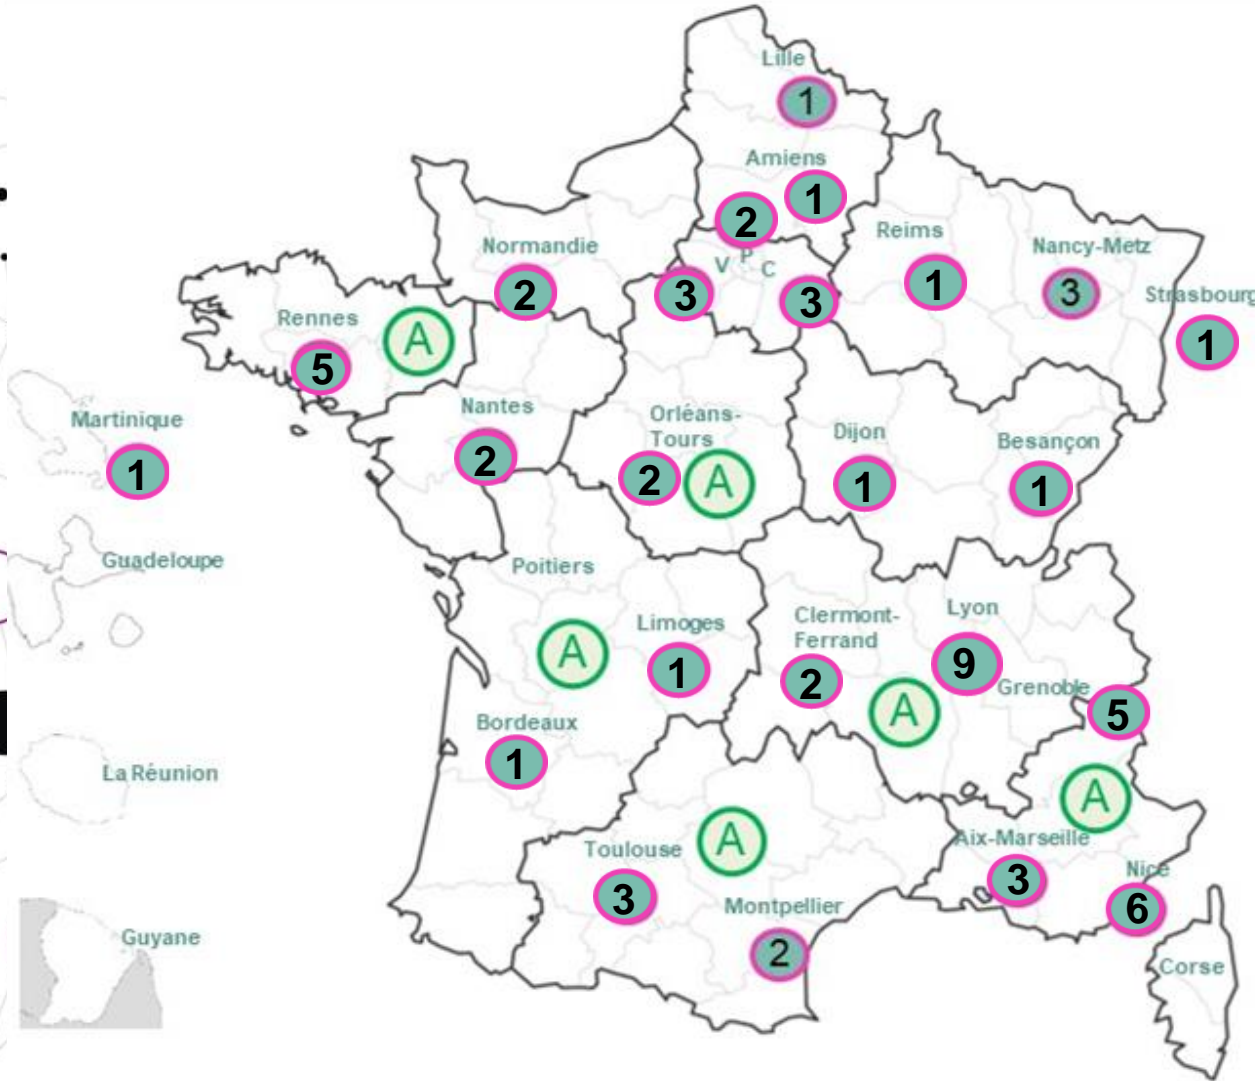 Lille
1
Amiens
1
2
Reims
1
Nancy-Metz
3
Strasbourg
1
Normandie
2
V P C
3
3
Rennes
A
5
Martinique
1
Nantes
2
Orléans-
Tours
2
A
Dijon
1
Besançon
1
Guadeloupe
Poitiers
A
Limoges
1
Clermont-
Ferrand
2
Lyon
9
A
Grenoble
5
Bordeaux
1
La Réunion
A
Aix-Marseille
3
Nice
6
Toulouse
3
A
Montpellier
2
Guyane
Corse